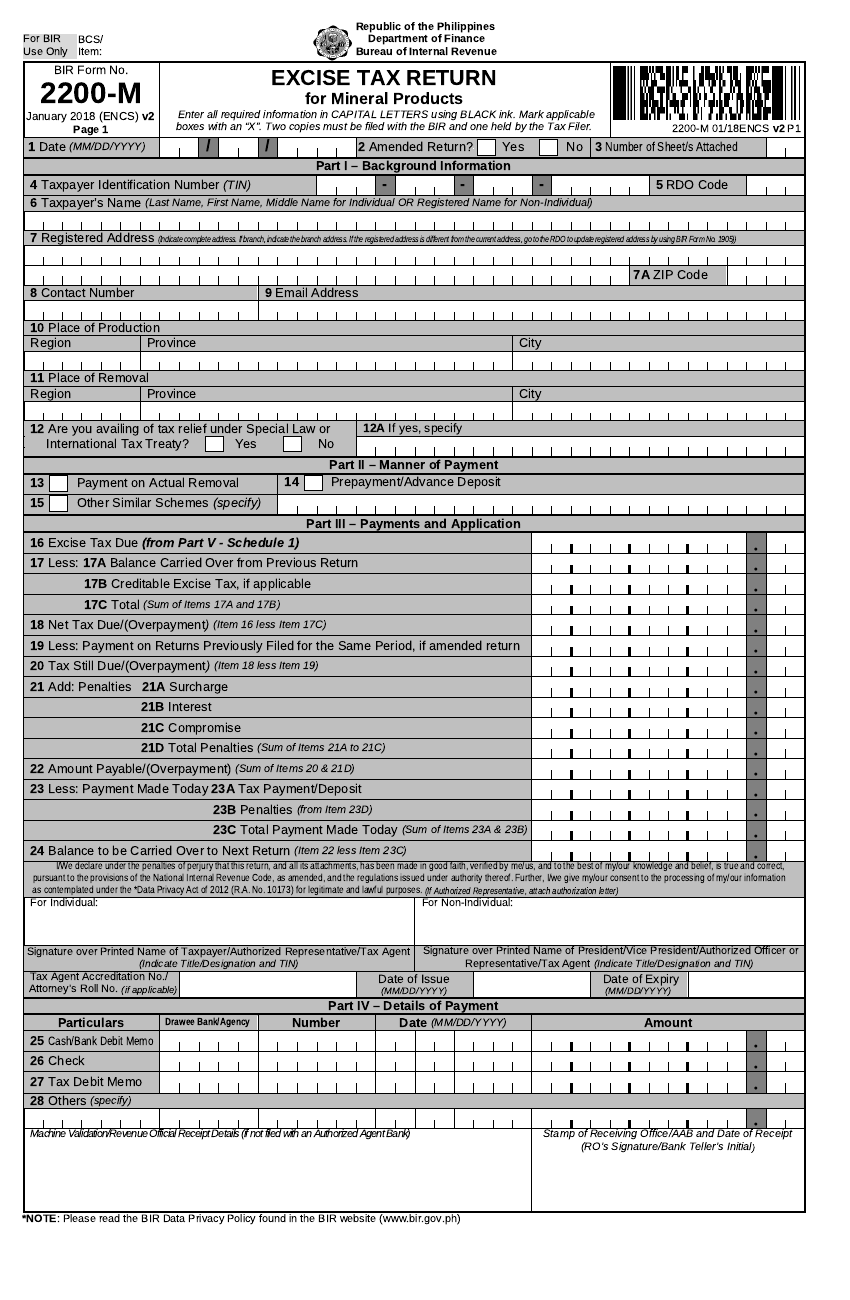 For BIR BCS/
Use Only Item:
Republic of the Philippines
Department of Finance
Bureau of Internal Revenue
BIR Form No.
2200-M
January 2018 (ENCS) v2
Page 1
EXCISE TAX RETURN
for Mineral Products
Enter all required information in CAPITAL LETTERS using BLACK ink. Mark applicable
boxes with an “X”. Two copies must be filed with the BIR and one held by the Tax Filer.
2200-M 01/18ENCS v2 P1
1 Date (MM/DD/YYYY) / / 2 Amended Return? Yes No 3 Number of Sheet/s Attached
Part I – Background Information
4 Taxpayer Identification Number (TIN) - - - 5 RDO Code
6 Taxpayer's Name (Last Name, First Name, Middle Name for Individual OR Registered Name for Non-Individual)
7 Registered Address (Indicate complete address. If branch, indicate the branch address. If the registered address is different from the current address, go to the RDO to update registered address by using BIR Form No. 1905)
7A ZIP Code
8 Contact Number 9 Email Address
10 Place of Production
Region Province City
11 Place of Removal
Region Province City
12 Are you availing of tax relief under Special Law or 12A If yes, specify
International Tax Treaty? Yes No
Part II – Manner of Payment
13 Payment on Actual Removal 14 Prepayment/Advance Deposit
15 Other Similar Schemes (specify)
Part III – Payments and Application
16 Excise Tax Due (from Part V - Schedule 1) .
17 Less: 17A Balance Carried Over from Previous Return .
17B Creditable Excise Tax, if applicable .
17C Total (Sum of Items 17A and 17B) .
18 Net Tax Due/(Overpayment) (Item 16 less Item 17C) .
19 Less: Payment on Returns Previously Filed for the Same Period, if amended return .
20 Tax Still Due/(Overpayment) (Item 18 less Item 19) .
21 Add: Penalties 21A Surcharge .
21B Interest .
21C Compromise .
21D Total Penalties (Sum of Items 21A to 21C) .
22 Amount Payable/(Overpayment) (Sum of Items 20 & 21D) .
23 Less: Payment Made Today 23A Tax Payment/Deposit .
23B Penalties (from Item 23D) .
23C Total Payment Made Today (Sum of Items 23A & 23B) .
24 Balance to be Carried Over to Next Return (Item 22 less Item 23C) .
I/We declare under the penalties of perjury that this return, and all its attachments, has been made in good faith, verified by me/us, and to the best of my/our knowledge and belief, is true and correct,
pursuant to the provisions of the National Internal Revenue Code, as amended, and the regulations issued under authority thereof. Further, I/we give my/our consent to the processing of my/our information
as contemplated under the *Data Privacy Act of 2012 (R.A. No. 10173) for legitimate and lawful purposes. (If Authorized Representative, attach authorization letter)
For Individual: For Non-Individual:
Signature over Printed Name of Taxpayer/Authorized Representative/Tax Agent Signature over Printed Name of President/Vice President/Authorized Officer or
(Indicate Title/Designation and TIN) Representative/Tax Agent (Indicate Title/Designation and TIN)
Tax Agent Accreditation No./ Date of Issue Date of Expiry
Attorney's Roll No. (if applicable) (MM/DD/YYYY) (MM/DD/YYYY)
Part IV – Details of Payment
Particulars Drawee Bank/Agency Number Date (MM/DD/YYYY) Amount
25 Cash/Bank Debit Memo .
26 Check .
27 Tax Debit Memo .
28 Others (specify)
.
Machine Validation/Revenue Official Receipt Details (if not filed with an Authorized Agent Bank) Stamp of Receiving Office/AAB and Date of Receipt
(RO's Signature/Bank Teller's Initial)
*NOTE: Please read the BIR Data Privacy Policy found in the BIR website (www.bir.gov.ph)